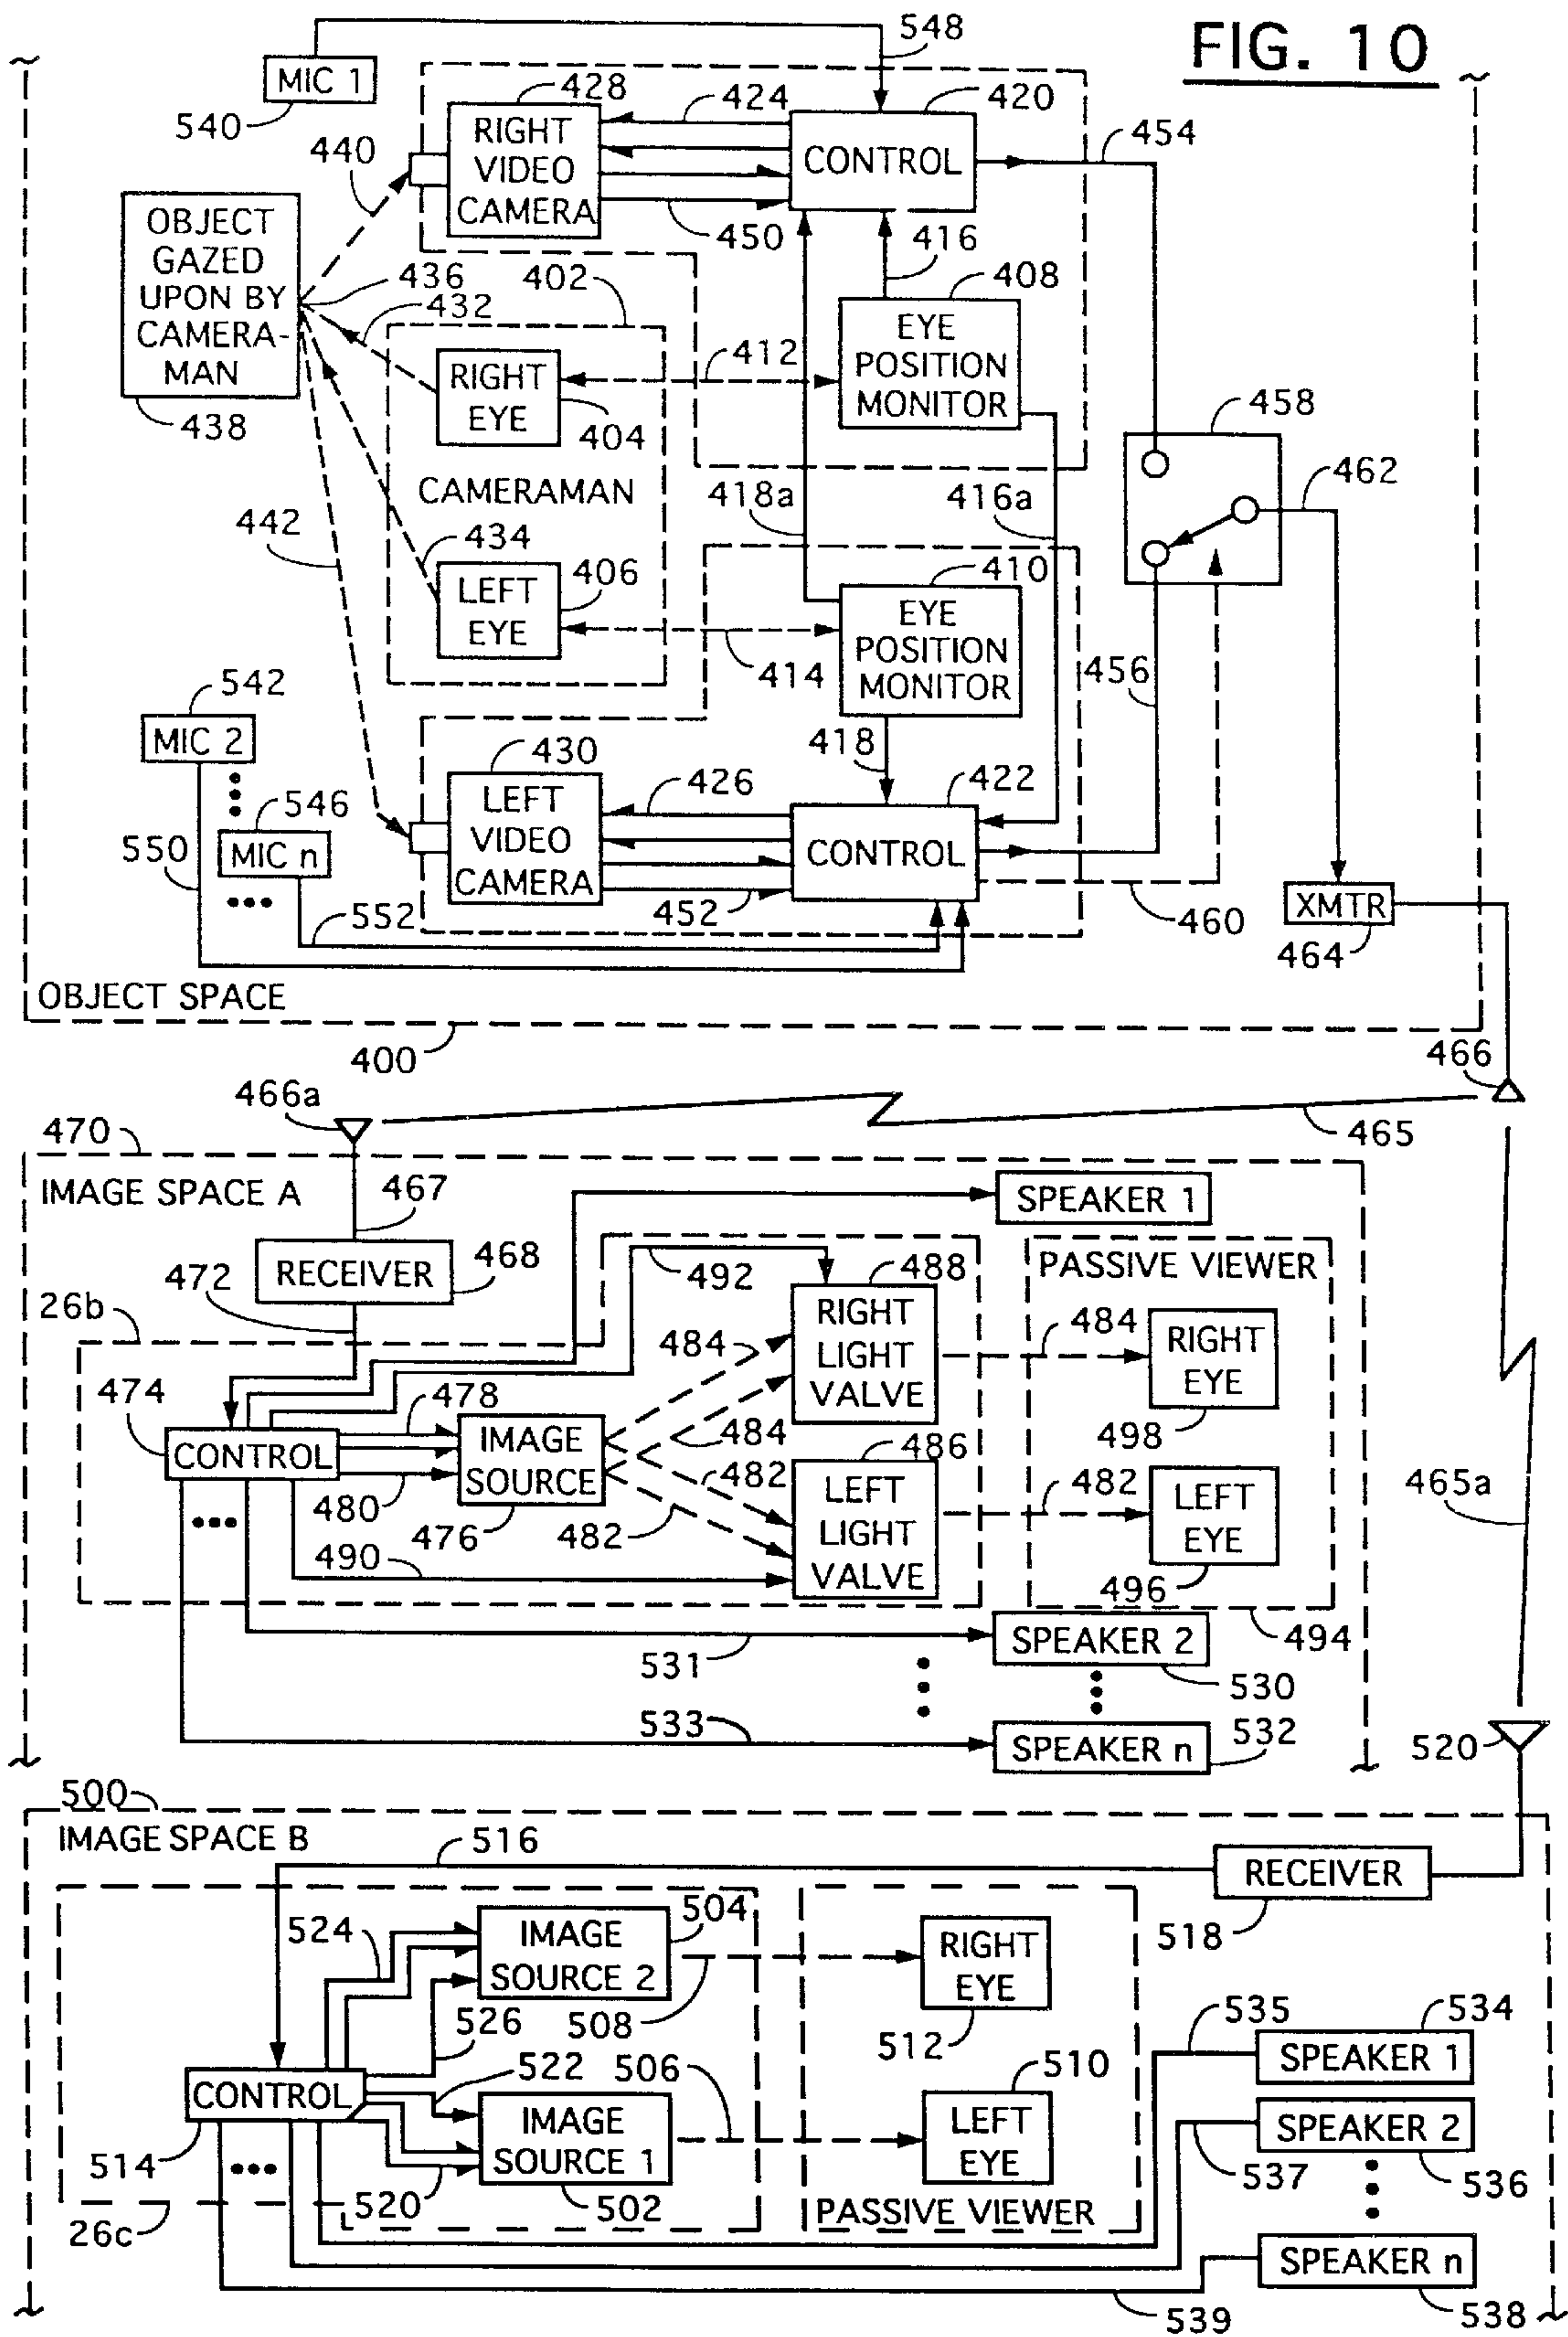 FIG. 10
548
MIC 1
540
428
424
420
454
440
RIGHT
VIDEO
CAMERA
CONTROL
450
416
OBJECT
GAZED
UPON BY
CAMERA-
MAN
438
436
432
402
408
EYE
POSITION
MONITOR
412
RIGHT
EYE
404
458
462
CAMERAMAN
418a
416a
442
434
LEFT
EYE
406
410
EYE
POSITION
MONITOR
414
456
542
MIC 2
418
430
426
422
546
550
MIC n
LEFT
VIDEO
CAMERA
CONTROL
452
552
460
XMTR
464
OBJECT SPACE
400
466
466a
465
470
IMAGE SPACE A
467
SPEAKER 1
RECEIVER
468
472
492
488
PASSIVE VIEWER
26b
RIGHT
LIGHT
VALVE
484
484
RIGHT
EYE
498
474
478
CONTROL
IMAGE
SOURCE
484
486
480
476
482
482
LEFT
LIGHT
VALVE
482
LEFT
EYE
496
465a
490
494
531
SPEAKER 2
530
533
SPEAKER n
532
520
500
IMAGE SPACE B
516
RECEIVER
518
524
IMAGE
SOURCE 2
504
508
RIGHT
EYE
512
526
522
506
510
535
534
SPEAKER 1
CONTROL
514
IMAGE
SOURCE 1
520
502
LEFT
EYE
SPEAKER 2
537
536
26c
PASSIVE VIEWER
SPEAKER n
539
538